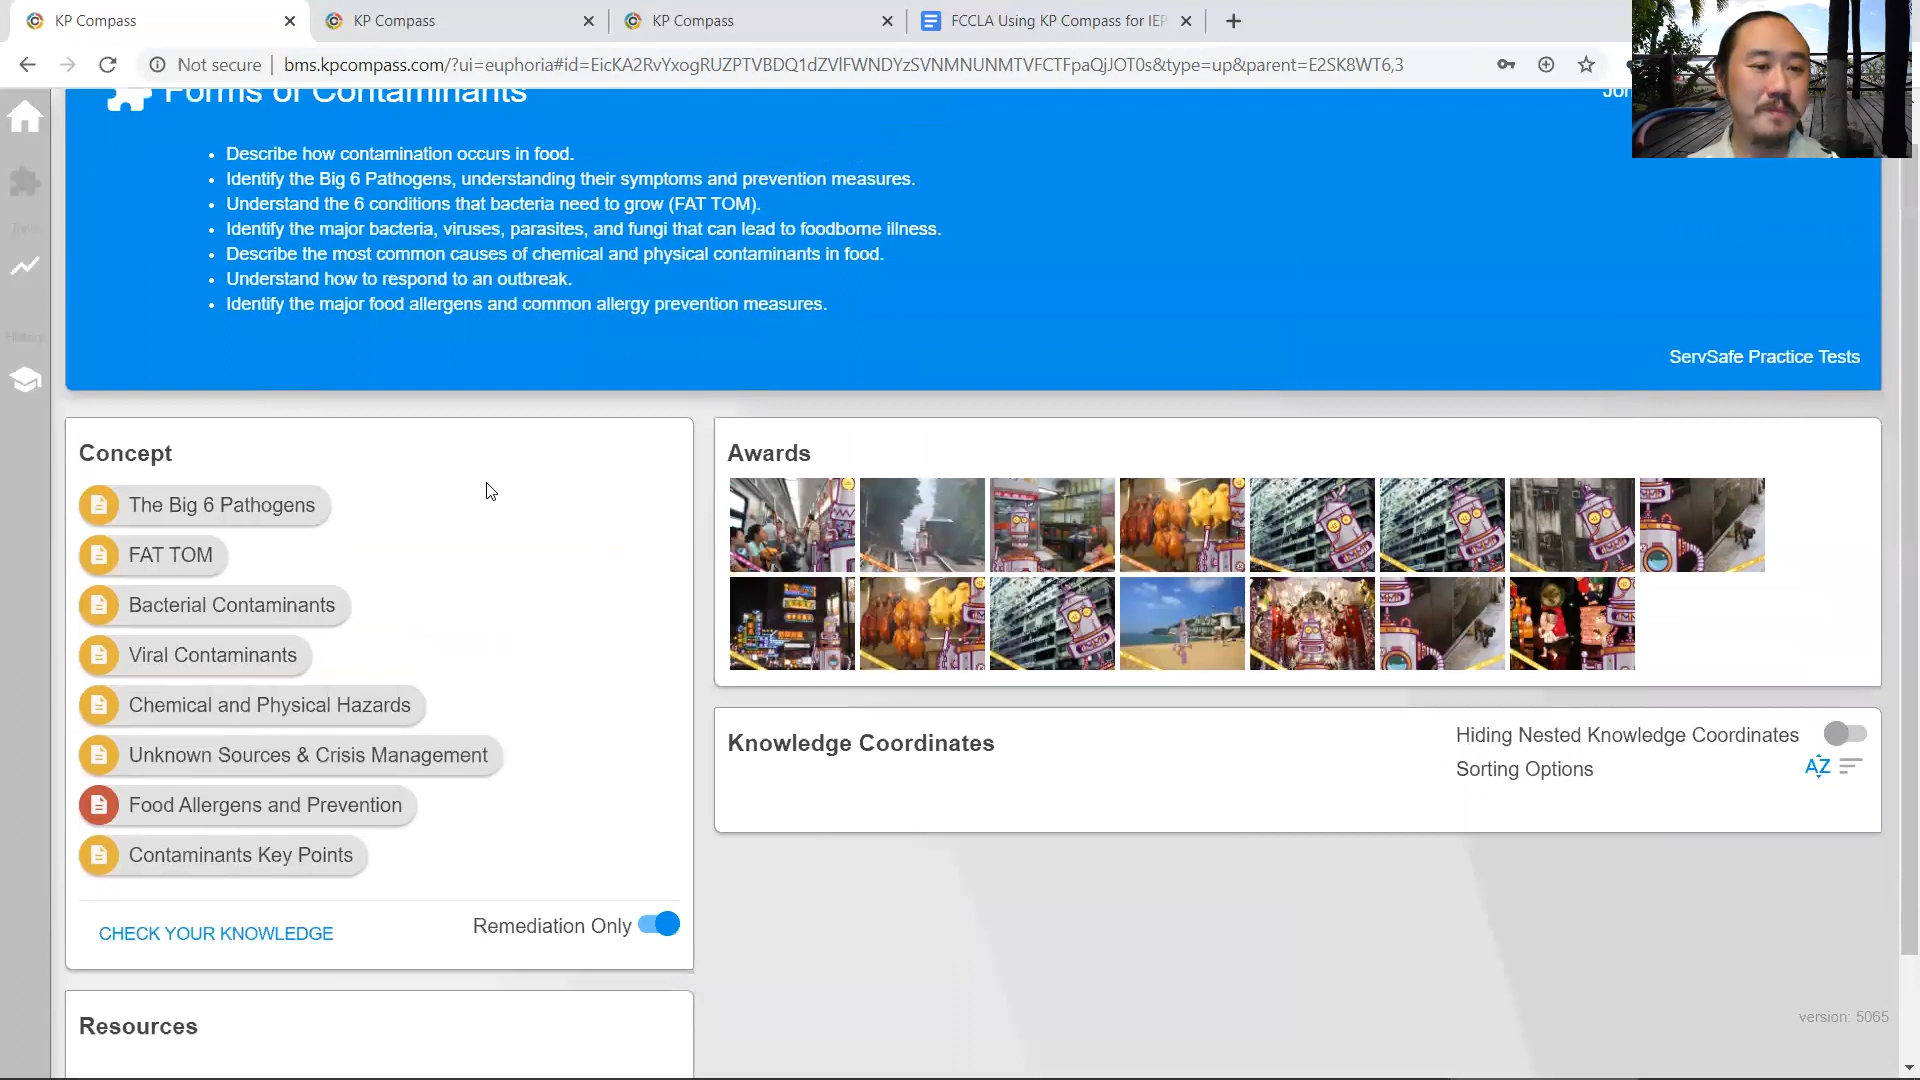 KP Compass
KP Compass
KP Compass
FCCLA Using KP Compass for IEP
Not secure
bms.kpcompass.com/?ui=euphoria#id=EicKA2RvYxogRUZPTVBDQ1dZVlFWNDYzSVNMNUNMTVFCTFpaQjJOT0s&type=up&parent=E2SK8WT6,3
Forms of Contaminants
Describe how contamination occurs in food.
Identify the Big 6 Pathogens, understanding their symptoms and prevention measures.
Understand the 6 conditions that bacteria need to grow (FAT TOM).
Identify the major bacteria, viruses, parasites, and fungi that can lead to foodborne illness.
Describe the most common causes of chemical and physical contaminants in food.
Understand how to respond to an outbreak.
Identify the major food allergens and common allergy prevention measures.
ServSafe Practice Tests
History
Concept
The Big 6 Pathogens
FAT TOM
Bacterial Contaminants
Viral Contaminants
Chemical and Physical Hazards
Unknown Sources & Crisis Management
Food Allergens and Prevention
Contaminants Key Points
CHECK YOUR KNOWLEDGE
Remediation Only
Awards
Knowledge Coordinates
Hiding Nested Knowledge Coordinates
Sorting Options
AZ
Resources
version: 5065